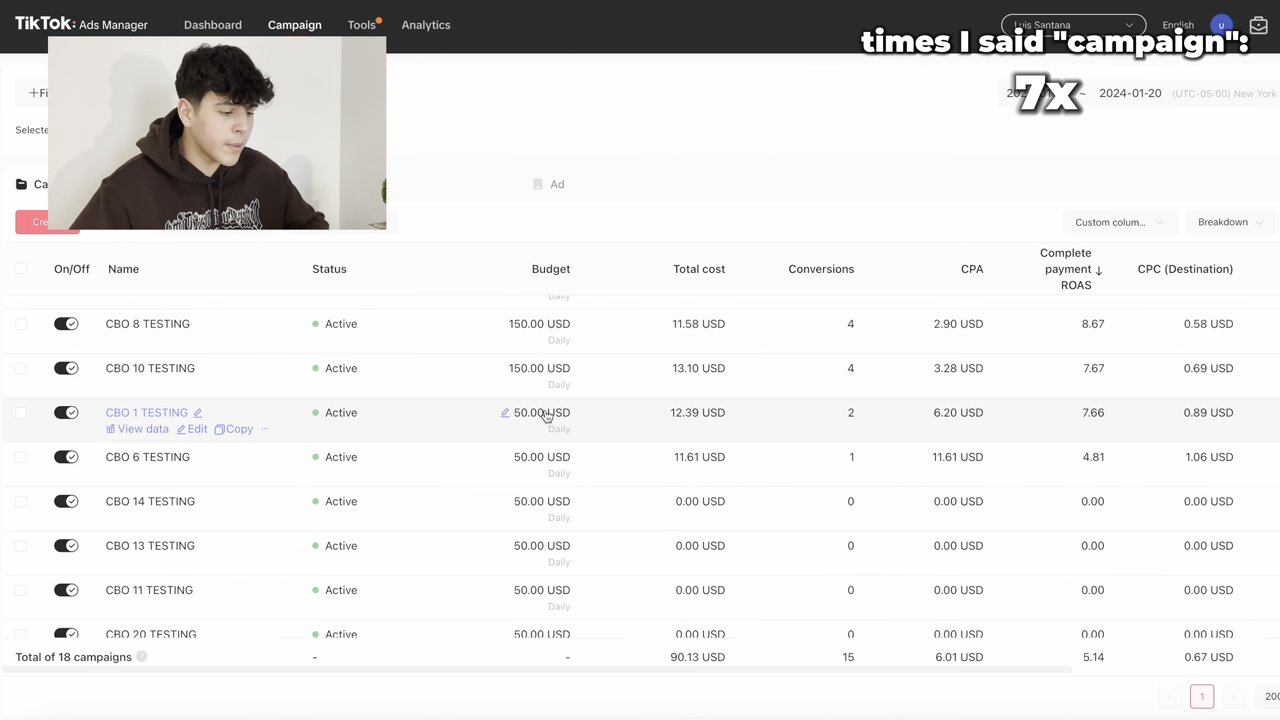 TikTok: Ads Manager Dashboard Campaign Tools Analytics Luis Santana English u
times I said "campaign":
7x
+Fi ~ 2024-01-20 (UTC-05:00) New York
Selecte
Ca Ad
Cre Custom colum... Breakdown
On/Off Name Status Budget Total cost Conversions CPA Complete payment ROAS ↓ CPC (Destination)
Daily
CBO 8 TESTING Active 150.00 USD 11.58 USD 4 2.90 USD 8.67 0.58 USD
Daily
CBO 10 TESTING Active 150.00 USD 13.10 USD 4 3.28 USD 7.67 0.69 USD
Daily
CBO 1 TESTING Active 50.00 USD 12.39 USD 2 6.20 USD 7.66 0.89 USD
View data Edit Copy ... Daily
CBO 6 TESTING Active 50.00 USD 11.61 USD 1 11.61 USD 4.81 1.06 USD
Daily
CBO 14 TESTING Active 50.00 USD 0.00 USD 0 0.00 USD 0.00 0.00 USD
Daily
CBO 13 TESTING Active 50.00 USD 0.00 USD 0 0.00 USD 0.00 0.00 USD
Daily
CBO 11 TESTING Active 50.00 USD 0.00 USD 0 0.00 USD 0.00 0.00 USD
Daily
CBO 20 TESTING Active 50.00 USD 0.00 USD 0 0.00 USD 0.00 0.00 USD
Total of 18 campaigns ? - - 90.13 USD 15 6.01 USD 5.14 0.67 USD
1 200